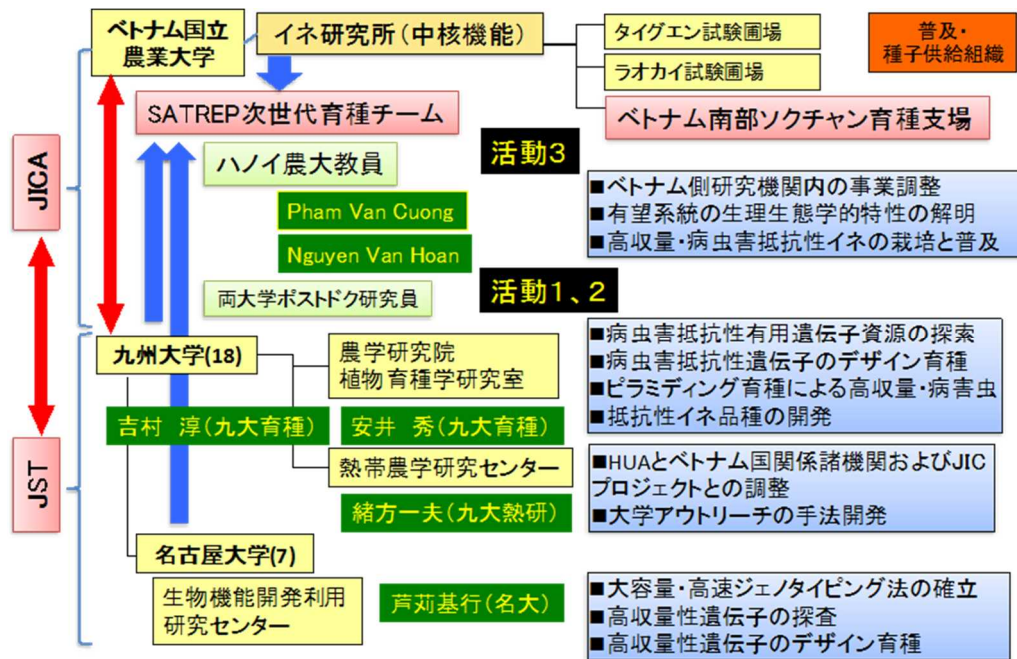 ベトナム国立
農業大学
イネ研究所(中核機能)
タイグエン試験圃場
ラオカイ試験圃場
ベトナム南部ソクチャン育種支場
普及・
種子供給組織
SATREP次世代育種チーム
ハノイ農大教員
活動3
Pham Van Cuong
Nguyen Van Hoan
両大学ポストドク研究員
活動1、2
■ベトナム側研究機関内の事業調整
■有望系統の生理生態学的特性の解明
■高収量・病虫害抵抗性イネの栽培と普及
JICA
JST
九州大学(18)
農学研究院
植物育種学研究室
吉村 淳(九大育種)
安井 秀(九大育種)
熱帯農学研究センター
緒方一夫(九大熱研)
■病虫害抵抗性有用遺伝子資源の探索
■病虫害抵抗性遺伝子のデザイン育種
■ピラミディング育種による高収量・病害虫
■抵抗性イネ品種の開発
■HUAとベトナム国関係諸機関およびJIC
プロジェクトとの調整
■大学アウトリーチの手法開発
名古屋大学(7)
生物機能開発利用
研究センター
芦苅基行(名大)
■大容量・高速ジェノタイピング法の確立
■高収量性遺伝子の探査
■高収量性遺伝子のデザイン育種